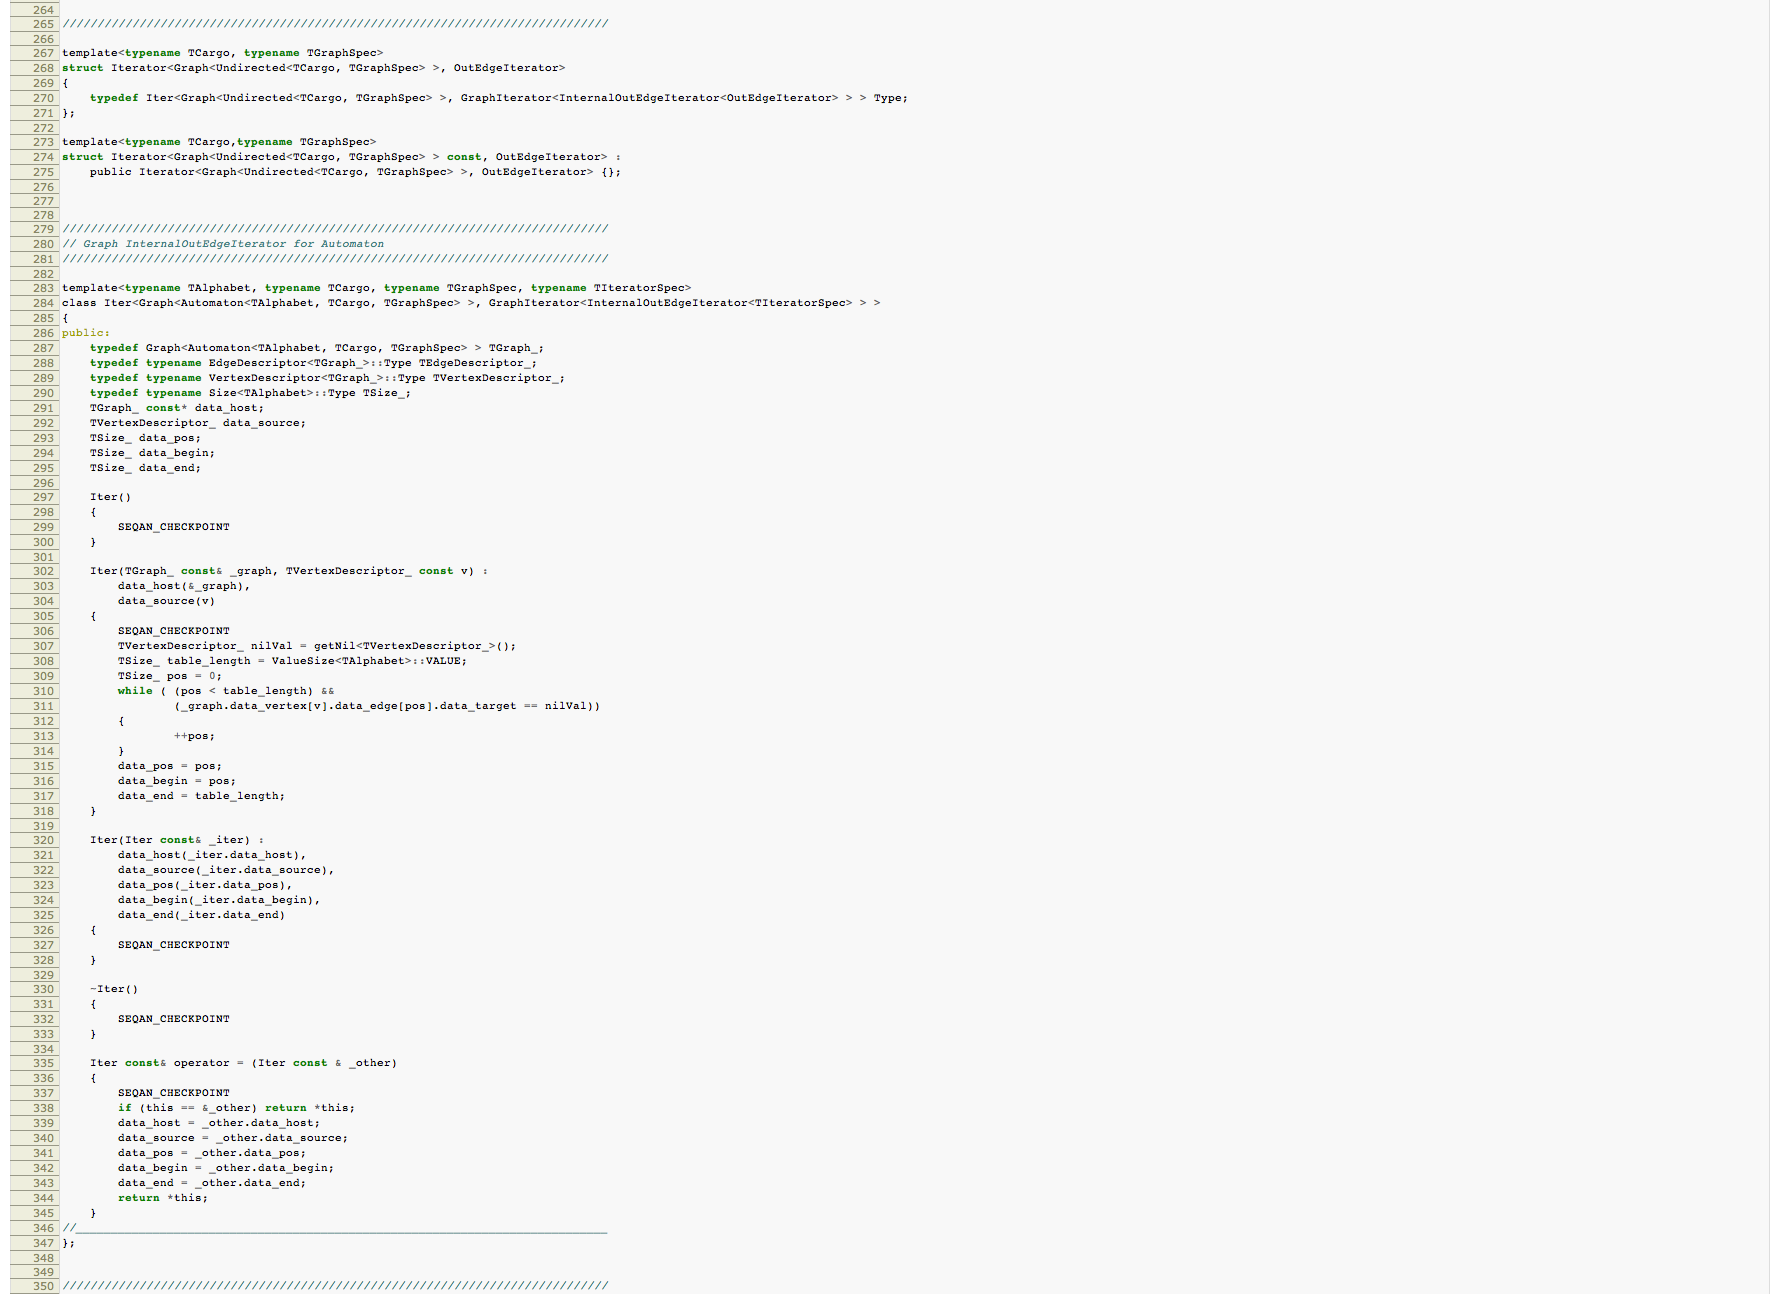 264
265 //////////////////////////////////////////////////////////////////////////////
266
267 template<typename TCargo, typename TGraphSpec>
268 struct Iterator<Graph<Undirected<TCargo, TGraphSpec> >, OutEdgeIterator>
269 {
270     typedef Iter<Graph<Undirected<TCargo, TGraphSpec> >, GraphIterator<InternalOutEdgeIterator<OutEdgeIterator> > > Type;
271 };
272
273 template<typename TCargo,typename TGraphSpec>
274 struct Iterator<Graph<Undirected<TCargo, TGraphSpec> > const, OutEdgeIterator> :
275     public Iterator<Graph<Undirected<TCargo, TGraphSpec> >, OutEdgeIterator> {};
276
277
278
279 //////////////////////////////////////////////////////////////////////////////
280 // Graph InternalOutEdgeIterator for Automaton
281 //////////////////////////////////////////////////////////////////////////////
282
283 template<typename TAlphabet, typename TCargo, typename TGraphSpec, typename TIteratorSpec>
284 class Iter<Graph<Automaton<TAlphabet, TCargo, TGraphSpec> >, GraphIterator<InternalOutEdgeIterator<TIteratorSpec> > >
285 {
286 public:
287     typedef Graph<Automaton<TAlphabet, TCargo, TGraphSpec> > TGraph_;
288     typedef typename EdgeDescriptor<TGraph_>::Type TEdgeDescriptor_;
289     typedef typename VertexDescriptor<TGraph_>::Type TVertexDescriptor_;
290     typedef typename Size<TAlphabet>::Type TSize_;
291     TGraph_ const* data_host;
292     TVertexDescriptor_ data_source;
293     TSize_ data_pos;
294     TSize_ data_begin;
295     TSize_ data_end;
296
297     Iter()
298     {
299         SEQAN_CHECKPOINT
300     }
301
302     Iter(TGraph_ const& _graph, TVertexDescriptor_ const v) :
303         data_host(&_graph),
304         data_source(v)
305     {
306         SEQAN_CHECKPOINT
307         TVertexDescriptor_ nilVal = getNil<TVertexDescriptor_>();
308         TSize_ table_length = ValueSize<TAlphabet>::VALUE;
309         TSize_ pos = 0;
310         while ( (pos < table_length) &&
311                 (_graph.data_vertex[v].data_edge[pos].data_target == nilVal))
312         {
313                 ++pos;
314         }
315         data_pos = pos;
316         data_begin = pos;
317         data_end = table_length;
318     }
319
320     Iter(Iter const& _iter) :
321         data_host(_iter.data_host),
322         data_source(_iter.data_source),
323         data_pos(_iter.data_pos),
324         data_begin(_iter.data_begin),
325         data_end(_iter.data_end)
326     {
327         SEQAN_CHECKPOINT
328     }
329
330     ~Iter()
331     {
332         SEQAN_CHECKPOINT
333     }
334
335     Iter const& operator = (Iter const & _other)
336     {
337         SEQAN_CHECKPOINT
338         if (this == &_other) return *this;
339         data_host = _other.data_host;
340         data_source = _other.data_source;
341         data_pos = _other.data_pos;
342         data_begin = _other.data_begin;
343         data_end = _other.data_end;
344         return *this;
345     }
346 //____________________________________________________________________________
347 };
348
349
350 //////////////////////////////////////////////////////////////////////////////